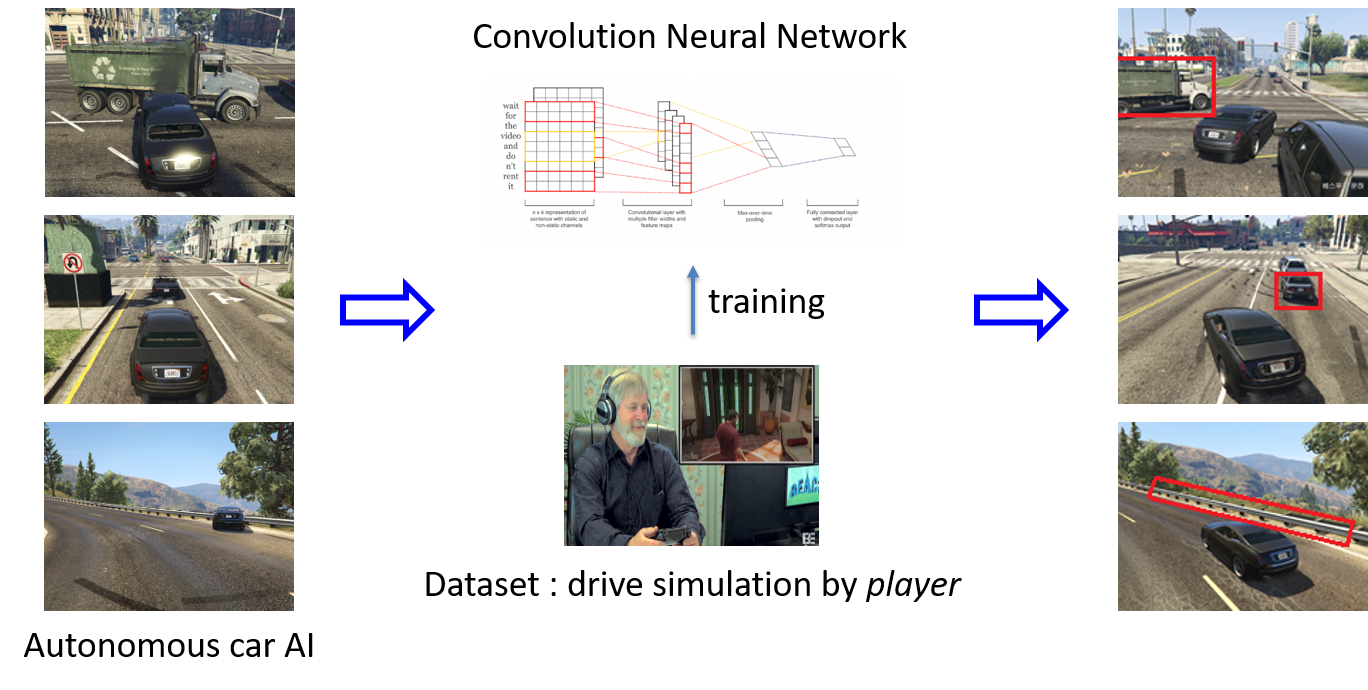 Convolution Neural Network
wait
for
the
video
and
do
n't
rent
it
n x k representation of
sentence with static and
non-static channels
Convolutional layer with
multiple filter widths and
feature maps
Max-over-time
pooling
Fully connected layer
with dropout and
softmax output
training
REAC
Dataset : drive simulation by player
Autonomous car AI